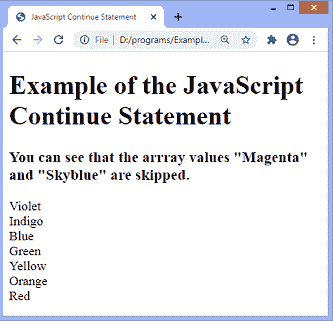 JavaScript Continue Statement
File | D:/programs/Exampl...
Example of the JavaScript
Continue Statement
You can see that the arrray values "Magenta"
and "Skyblue" are skipped.
Violet
Indigo
Blue
Green
Yellow
Orange
Red